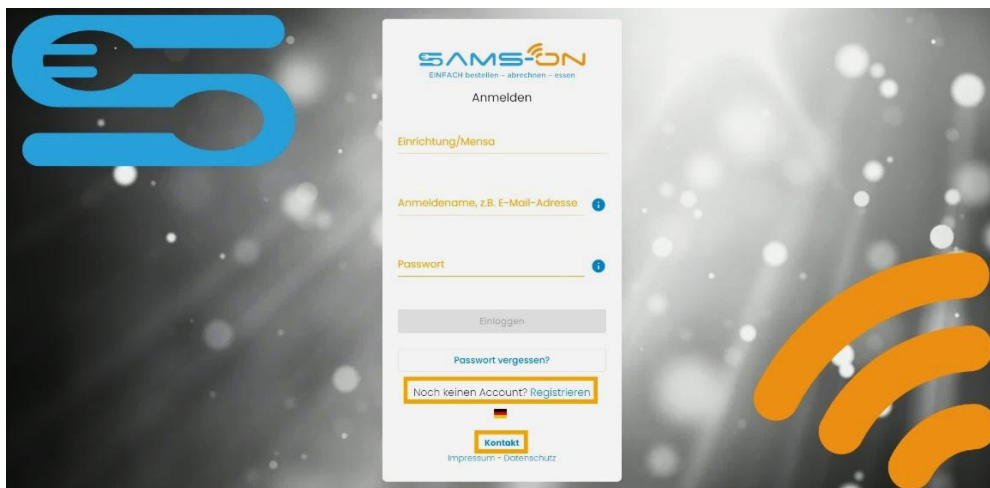 SAMS-ON
EINFACH bestellen – abrechnen – essen
Anmelden
Einrichtung/Mensa
Anmeldename, z.B. E-Mail-Adresse
Passwort
Einloggen
Passwort vergessen?
Noch keinen Account? Registrieren
Kontakt
Impressum - Datenschutz